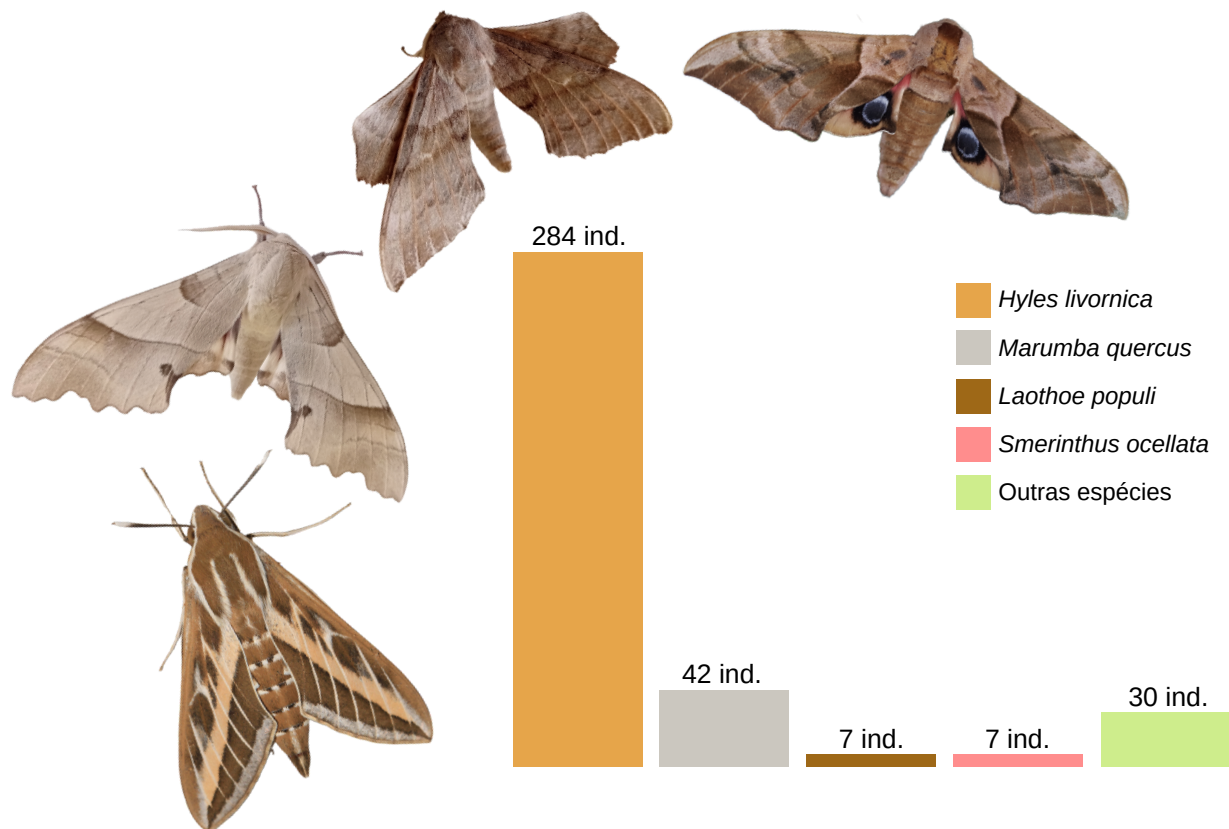 284 ind.
42 ind.
7 ind.
7 ind.
30 ind.
Hyles livornica
Marumba quercus
Laothoe populi
Smerinthus ocellata
Outras espécies